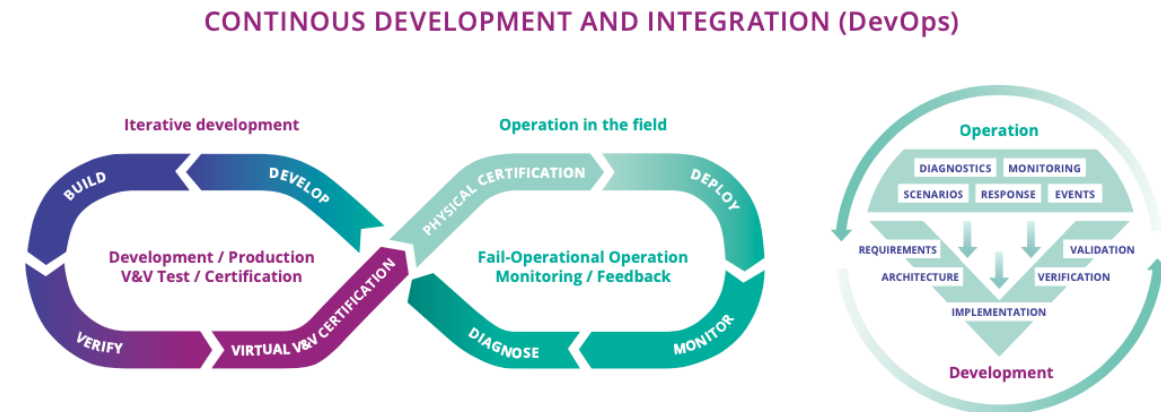 CONTINOUS DEVELOPMENT AND INTEGRATION (DevOps)
Iterative development
BUILD
DEVELOP
Development / Production
V&V Test / Certification
VERIFY
VIRTUAL V&V CERTIFICATION
Operation in the field
PHYSICAL CERTIFICATION
DEPLOY
Fail-Operational Operation
Monitoring / Feedback
DIAGNOSE
MONITOR
Operation
DIAGNOSTICS MONITORING
SCENARIOS RESPONSE EVENTS
REQUIREMENTS VALIDATION
ARCHITECTURE VERIFICATION
IMPLEMENTATION
Development